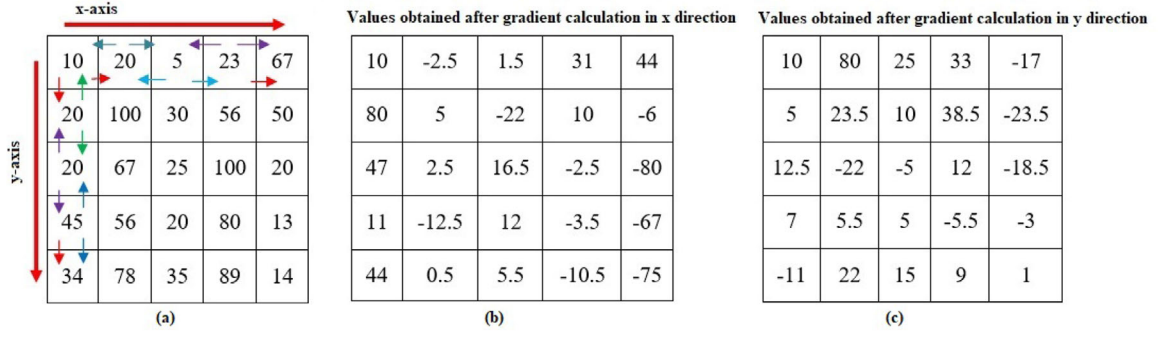 x-axis
Values obtained after gradient calculation in x direction
Values obtained after gradient calculation in y direction
y-axis
10 20 5 23 67
20 100 30 56 50
20 67 25 100 20
45 56 20 80 13
34 78 35 89 14
(a)
10 -2.5 1.5 31 44
80 5 -22 10 -6
47 2.5 16.5 -2.5 -80
11 -12.5 12 -3.5 -67
44 0.5 5.5 -10.5 -75
(b)
10 80 25 33 -17
5 23.5 10 38.5 -23.5
12.5 -22 -5 12 -18.5
7 5.5 5 -5.5 -3
-11 22 15 9 1
(c)